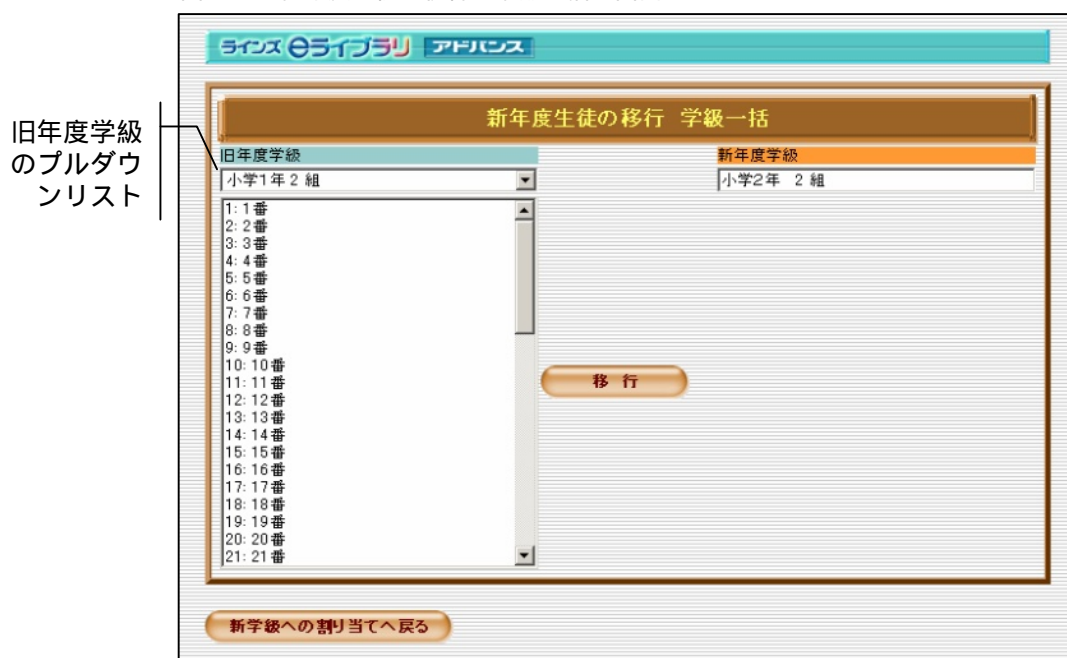 ラインズ eライブラリ アドバンス
新年度生徒の移行 学級一括
旧年度学級
のプルダウ
ンリスト
旧年度学級
新年度学級
小学1年 2 組
小学2年 2 組
1: 1番
2: 2番
3: 3番
4: 4番
5: 5番
6: 6番
7: 7番
8: 8番
9: 9番
10: 10番
11: 11番
12: 12番
13: 13番
14: 14番
15: 15番
16: 16番
17: 17番
18: 18番
19: 19番
20: 20番
21: 21番
移 行
新学級への割り当てへ戻る